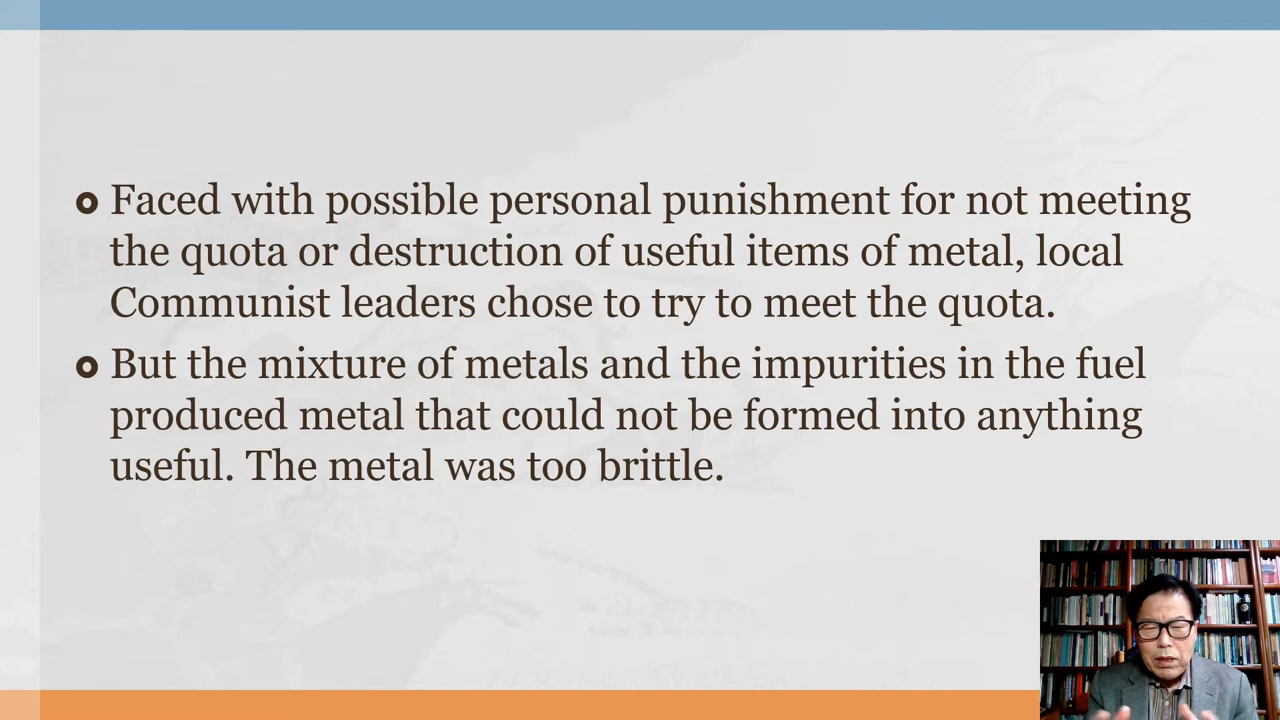 Faced with possible personal punishment for not meeting
the quota or destruction of useful items of metal, local
Communist leaders chose to try to meet the quota.
But the mixture of metals and the impurities in the fuel
produced metal that could not be formed into anything
useful. The metal was too brittle.